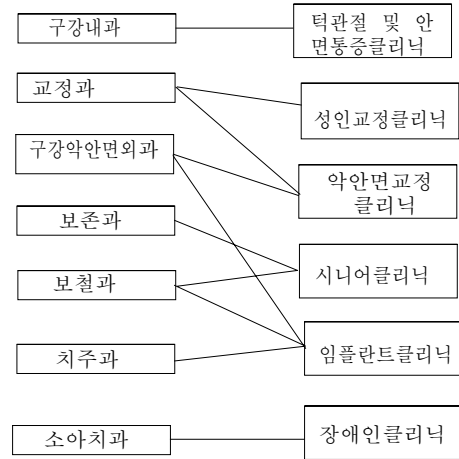 구강내과
턱관절 및 안
면통증클리닉
교정과
성인교정클리닉
구강악안면외과
악안면교정
클리닉
보존과
시니어클리닉
보철과
임플란트클리닉
치주과
소아치과
장애인클리닉